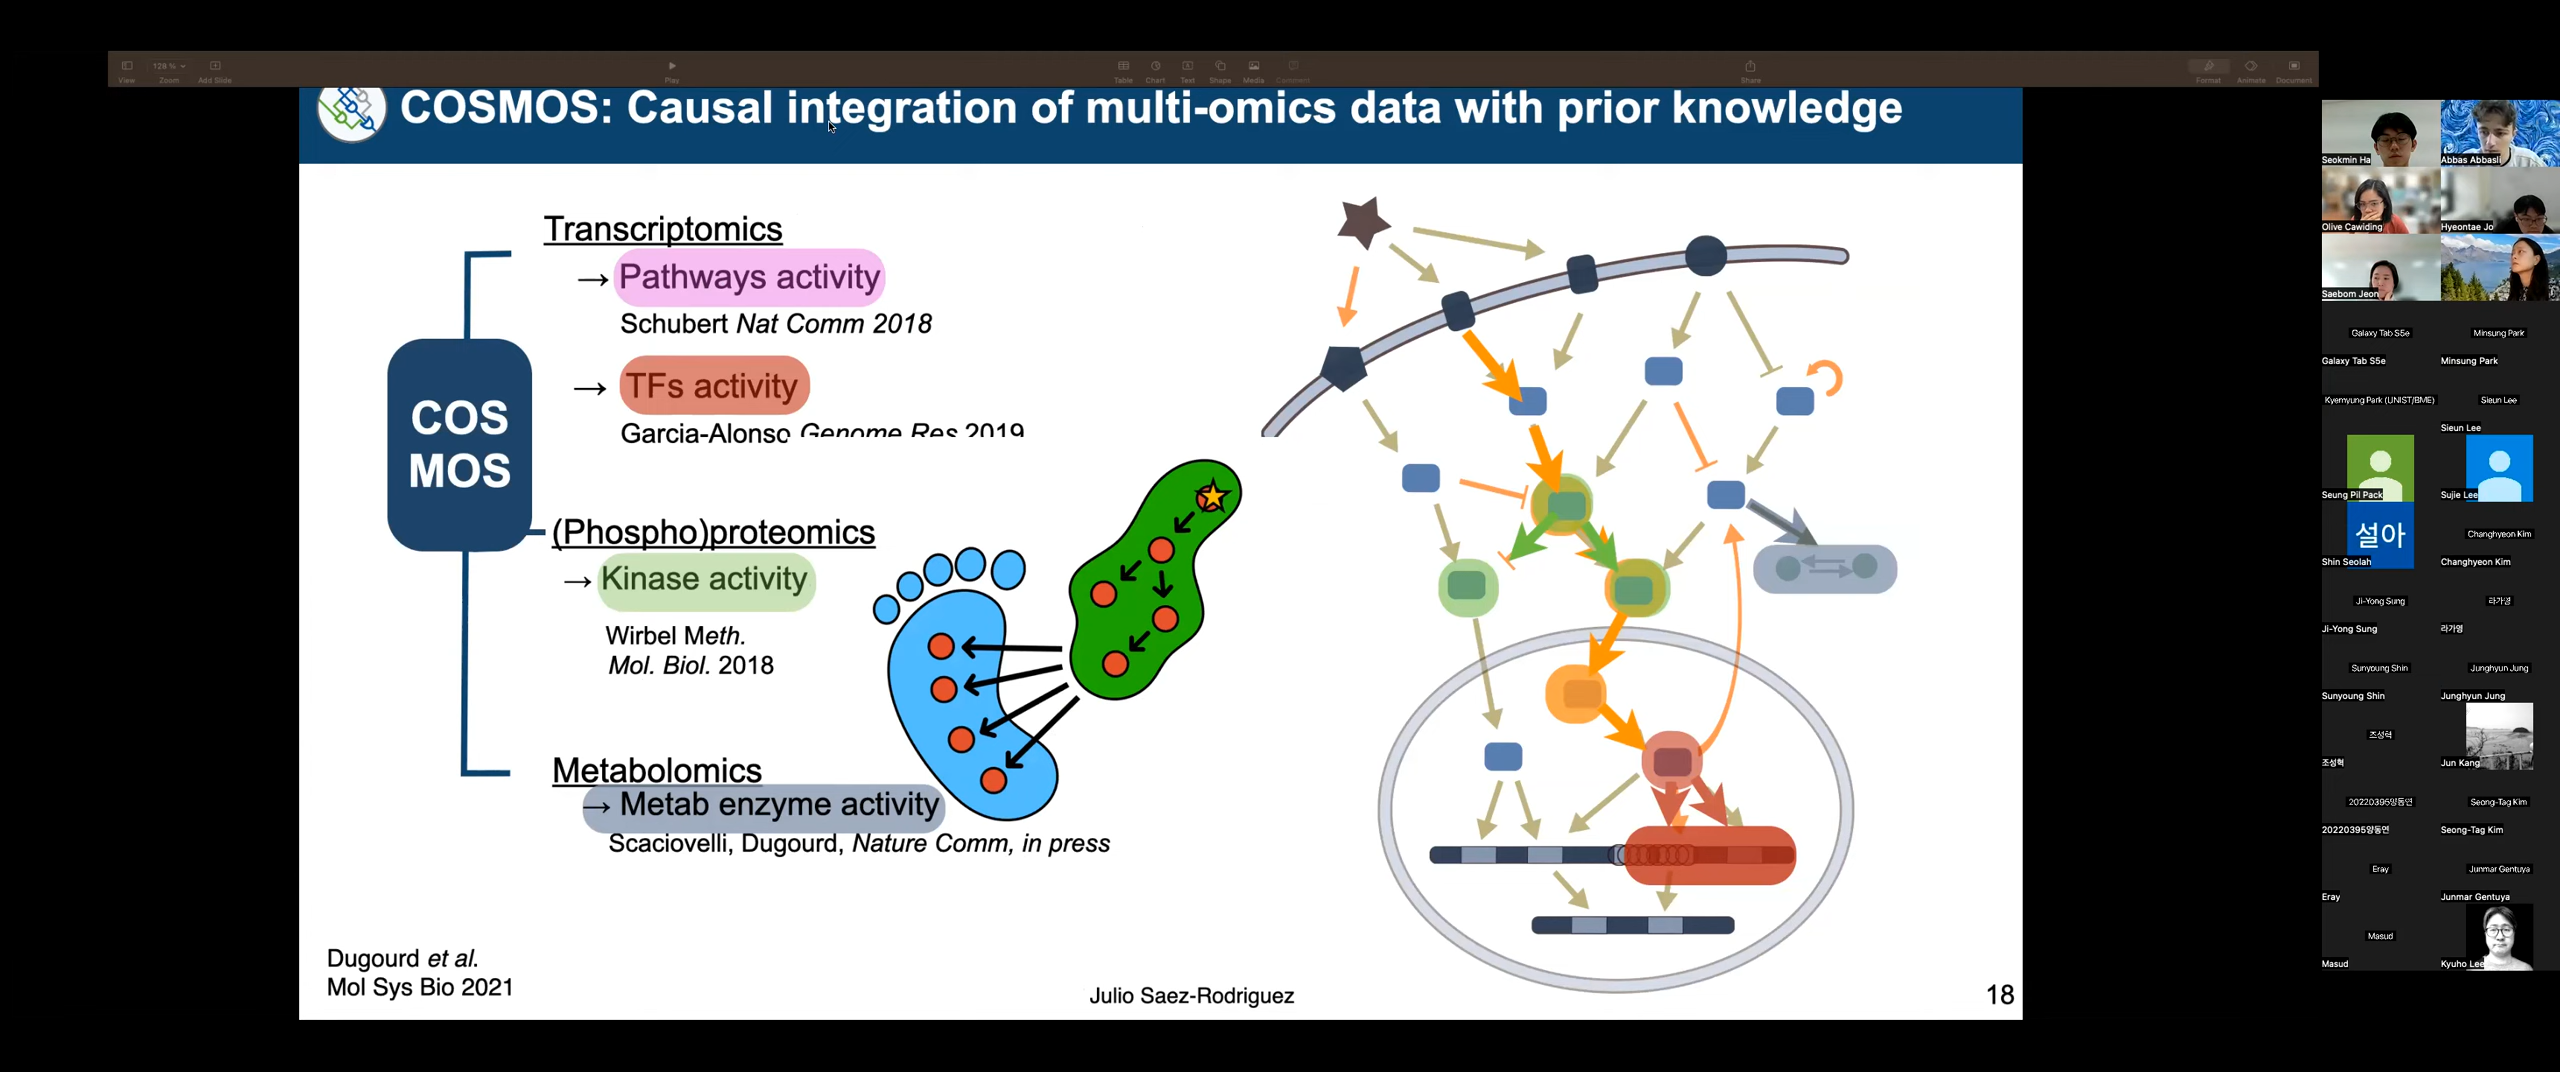 View
128 %
Zoom
Add Slide
Play
Table
Chart
Text
Shape
Media
Comment
Share
Format
Animate
Document
COSMOS: Causal integration of multi-omics data with prior knowledge
Transcriptomics
→ Pathways activity
Schubert Nat Comm 2018
→ TFs activity
Garcia-Alonso Genome Res 2019
COS
MOS
(Phospho)proteomics
→ Kinase activity
Wirbel Meth.
Mol. Biol. 2018
Metabolomics
→ Metab enzyme activity
Scaciovelli, Dugourd, Nature Comm, in press
Dugourd et al.
Mol Sys Bio 2021
Julio Saez-Rodriguez
18
Seokmin Ha
Abbas Abbasli
Olive Cawiding
Hyeontae Jo
Saebom Jeon
Galaxy Tab S5e
Minsung Park
Galaxy Tab S5e
Minsung Park
Kyemyung Park (UNIST/BME)
Sieun Lee
Sieun Lee
Seung Pil Pack
Sujie Lee
설아
Shin Seolah
Changhyeon Kim
Changhyeon Kim
Ji-Yong Sung
라가영
Ji-Yong Sung
라가영
Sunyoung Shin
Junghyun Jung
Sunyoung Shin
Junghyun Jung
조성혁
조성혁
Jun Kang
20220395양동연
Seong-Tag Kim
20220395양동연
Seong-Tag Kim
Eray
Junmar Gentuya
Eray
Junmar Gentuya
Masud
Masud
Kyuho Lee